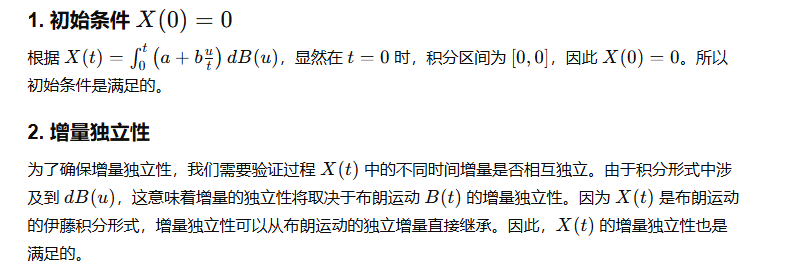 1. 初始条件 X(0) = 0
根据 X(t) = ∫₀ᵗ (a + b u/t) dB(u)，显然在 t = 0 时，积分区间为 [0, 0]，因此 X(0) = 0。所以
初始条件是满足的。
2. 增量独立性
为了确保增量独立性，我们需要验证过程 X(t) 中的不同时间增量是否相互独立。由于积分形式中涉
及到 dB(u)，这意味着增量的独立性将取决于布朗运动 B(t) 的增量独立性。因为 X(t) 是布朗运动
的伊藤积分形式，增量独立性可以从布朗运动的独立增量直接继承。因此，X(t) 的增量独立性也是
满足的。